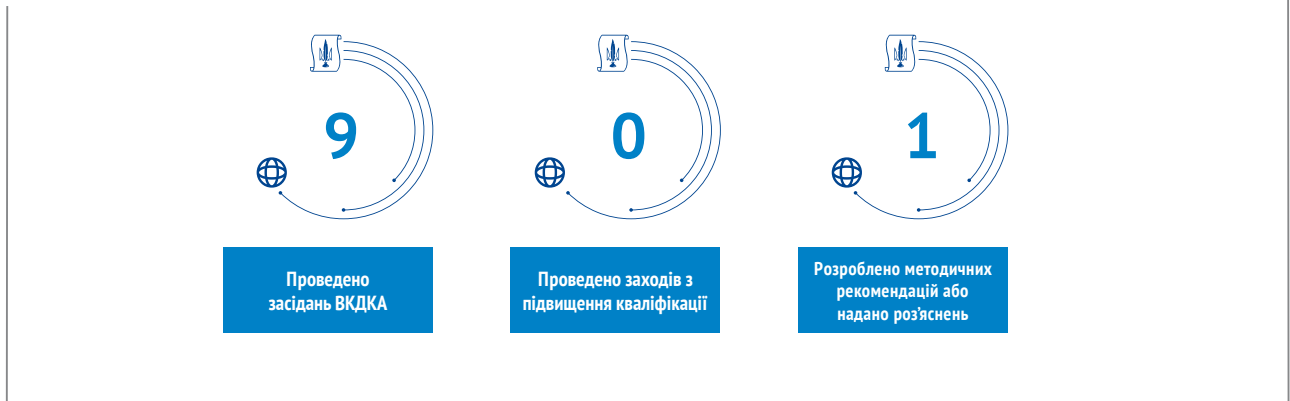 9
Проведено
засідань ВКДКА
0
Проведено заходів з
підвищення кваліфікації
1
Розроблено методичних
рекомендацій або
надано роз’яснень